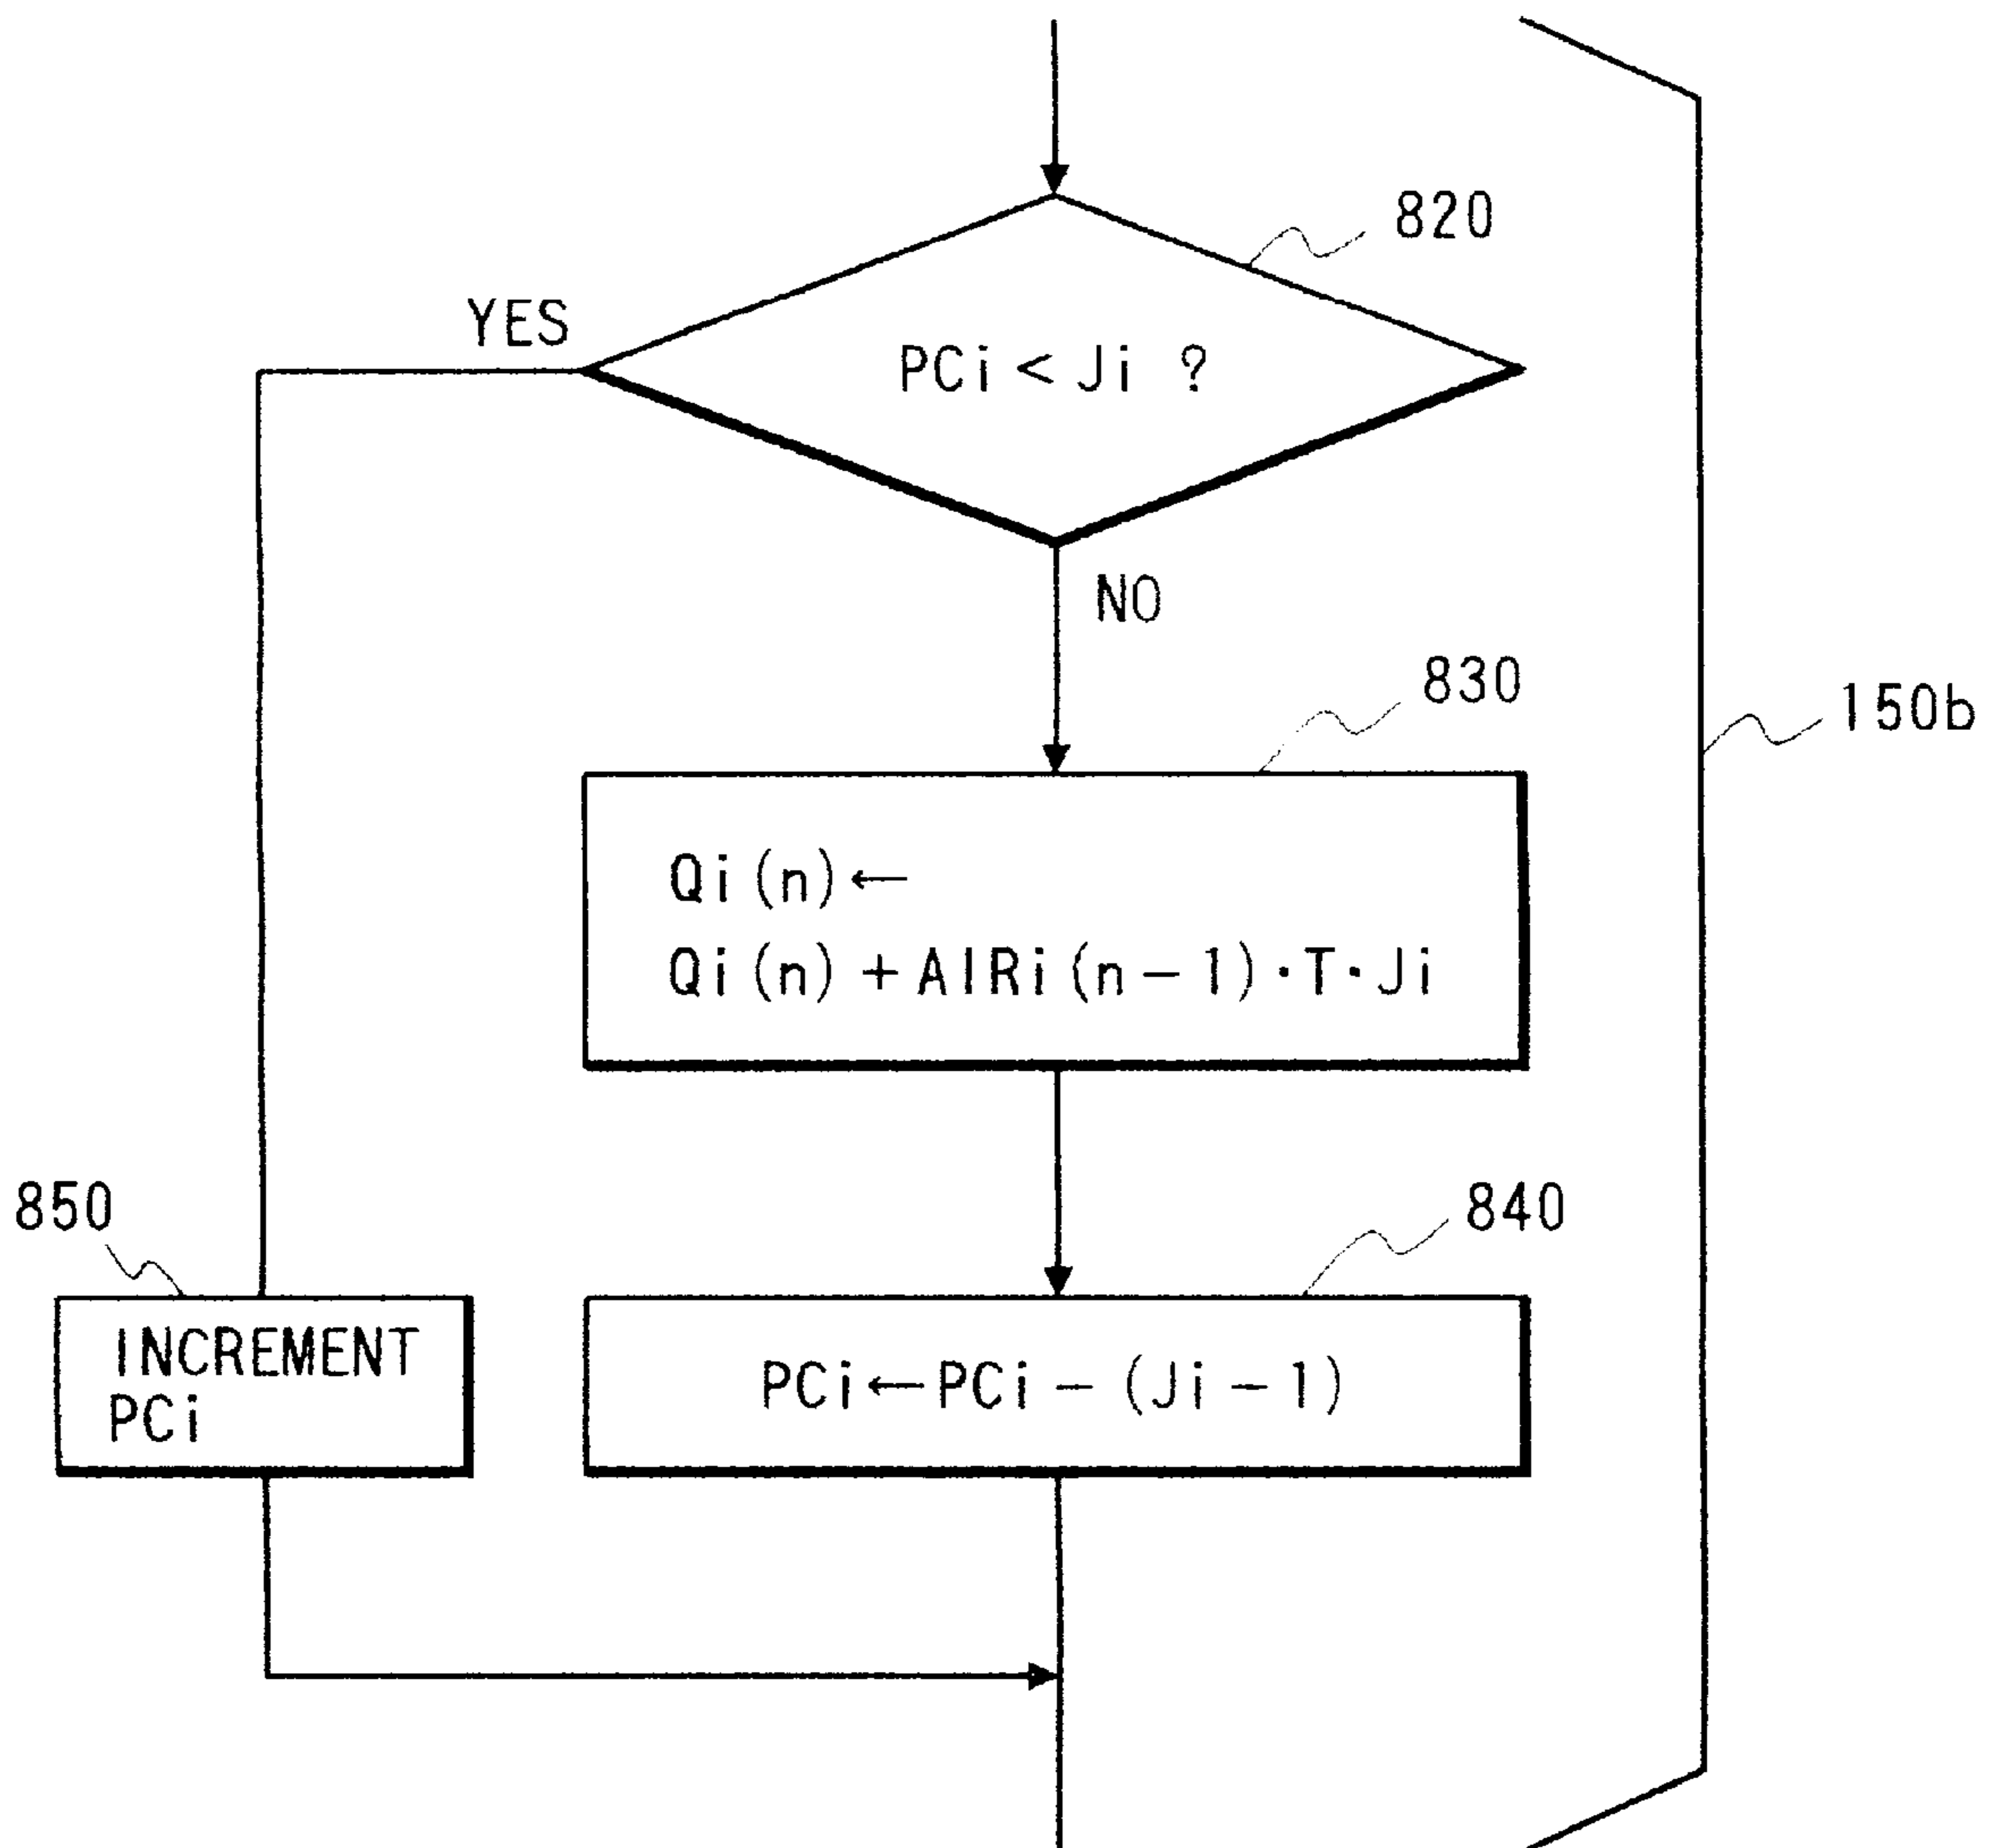 820
YES
PCi < Ji ?
NO
830
150b
Qi(n)←
Qi(n)+AIRi(n−1)·T·Ji
850
840
INCREMENT
PCi
PCi←PCi−(Ji−1)